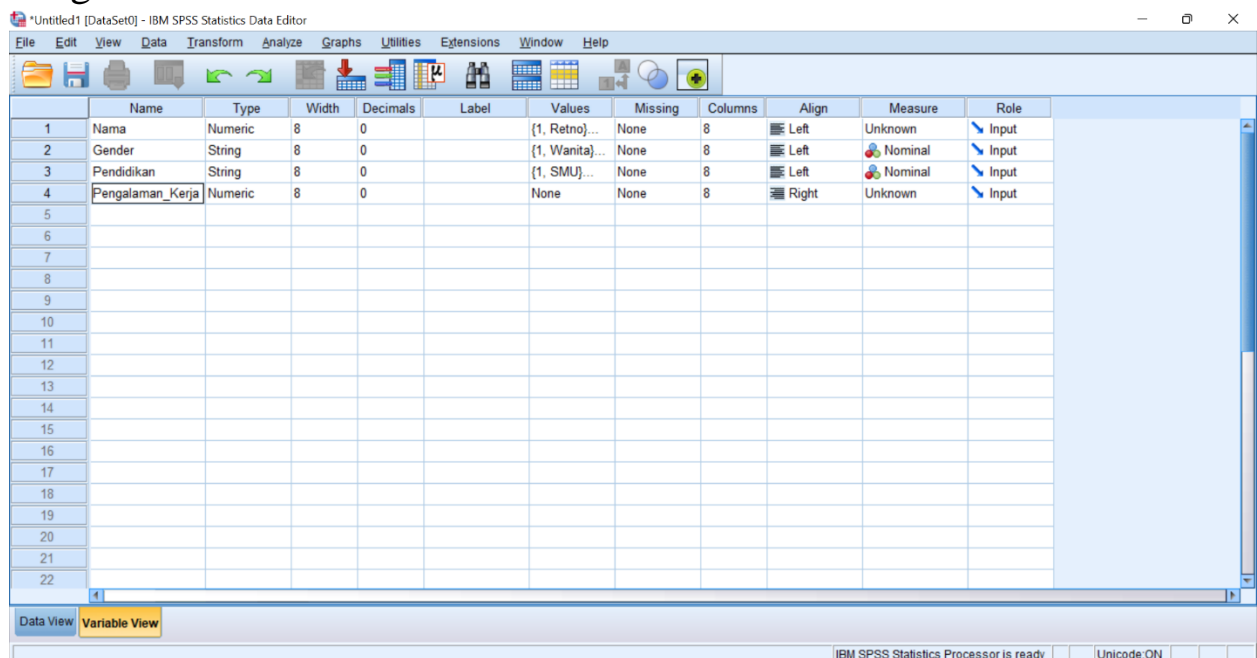 *Untitled1 [DataSet0] - IBM SPSS Statistics Data Editor
File Edit View Data Transform Analyze Graphs Utilities Extensions Window Help
Name Type Width Decimals Label Values Missing Columns Align Measure Role
1 Nama Numeric 8 0 {1, Retno}... None 8 Left Unknown Input
2 Gender String 8 0 {1, Wanita}... None 8 Left Nominal Input
3 Pendidikan String 8 0 {1, SMU}... None 8 Left Nominal Input
4 Pengalaman_Kerja Numeric 8 0 None None 8 Right Unknown Input
5
6
7
8
9
10
11
12
13
14
15
16
17
18
19
20
21
22
Data View Variable View
IBM SPSS Statistics Processor is ready Unicode:ON